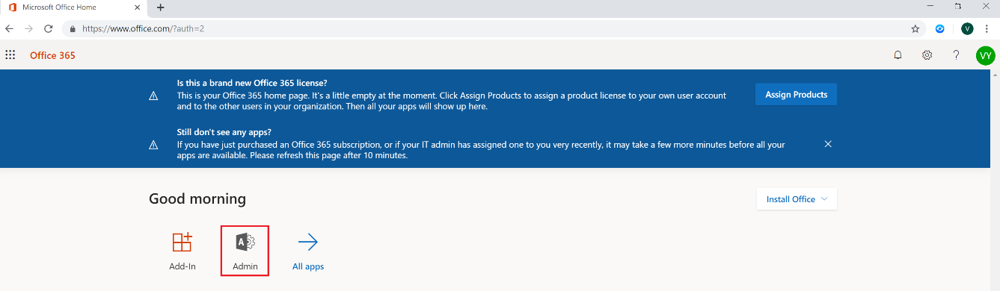 Microsoft Office Home
https://www.office.com/?auth=2
V
Office 365
?
VY
Is this a brand new Office 365 license?
This is your Office 365 home page. It's a little empty at the moment. Click Assign Products to assign a product license to your own user account
and to the other users in your organization. Then all your apps will show up here.
Assign Products
Still don't see any apps?
If you have just purchased an Office 365 subscription, or if your IT admin has assigned one to you very recently, it may take a few more minutes before all your
apps are available. Please refresh this page after 10 minutes.
Good morning
Install Office
A
Add-In
Admin
All apps